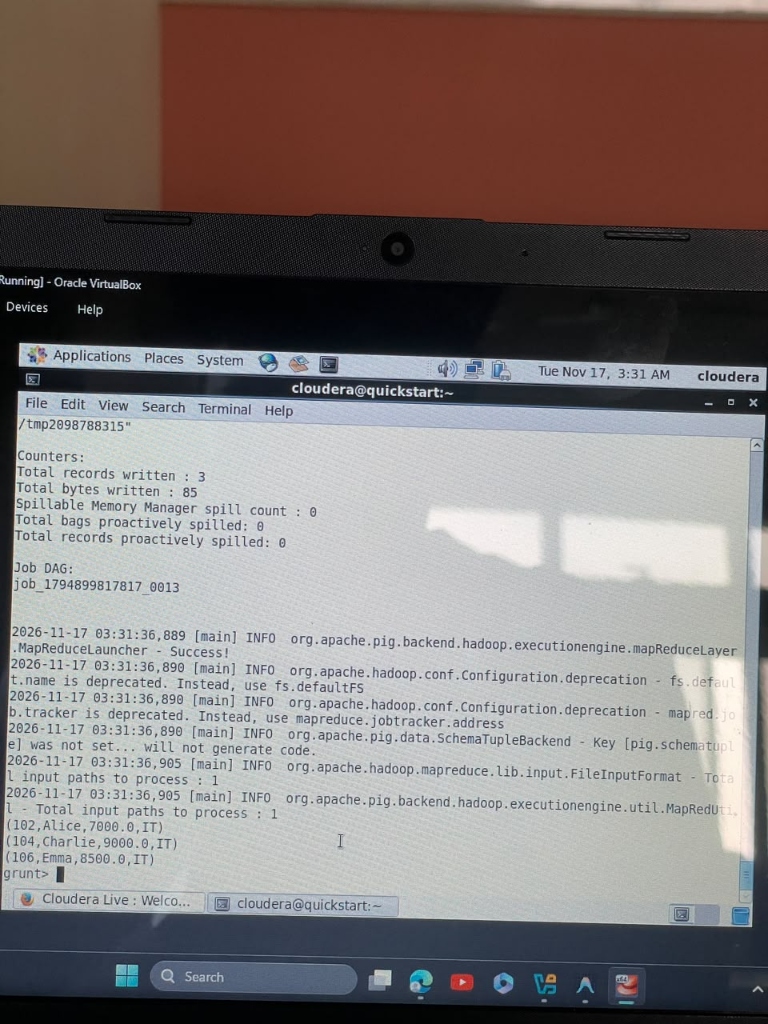 Running] - Oracle VirtualBox
Devices Help
Applications Places System Tue Nov 17, 3:31 AM cloudera
cloudera@quickstart:~
File Edit View Search Terminal Help
/tmp2098788315"
Counters:
Total records written : 3
Total bytes written : 85
Spillable Memory Manager spill count : 0
Total bags proactively spilled: 0
Total records proactively spilled: 0
Job DAG:
job_1794899817817_0013
2026-11-17 03:31:36,889 [main] INFO org.apache.pig.backend.hadoop.executionengine.mapReduceLayer
.MapReduceLauncher - Success!
2026-11-17 03:31:36,890 [main] INFO org.apache.hadoop.conf.Configuration.deprecation - fs.defaul
t.name is deprecated. Instead, use fs.defaultFS
2026-11-17 03:31:36,890 [main] INFO org.apache.hadoop.conf.Configuration.deprecation - mapred.jo
b.tracker is deprecated. Instead, use mapreduce.jobtracker.address
2026-11-17 03:31:36,890 [main] INFO org.apache.pig.data.SchemaTupleBackend - Key [pig.schematupl
e] was not set... will not generate code.
2026-11-17 03:31:36,905 [main] INFO org.apache.hadoop.mapreduce.lib.input.FileInputFormat - Tota
l input paths to process : 1
2026-11-17 03:31:36,905 [main] INFO org.apache.pig.backend.hadoop.executionengine.util.MapRedUti
l - Total input paths to process : 1
(102,Alice,7000.0,IT)
(104,Charlie,9000.0,IT)
(106,Emma,8500.0,IT)
grunt>
Cloudera Live : Welco... cloudera@quickstart:~
Search